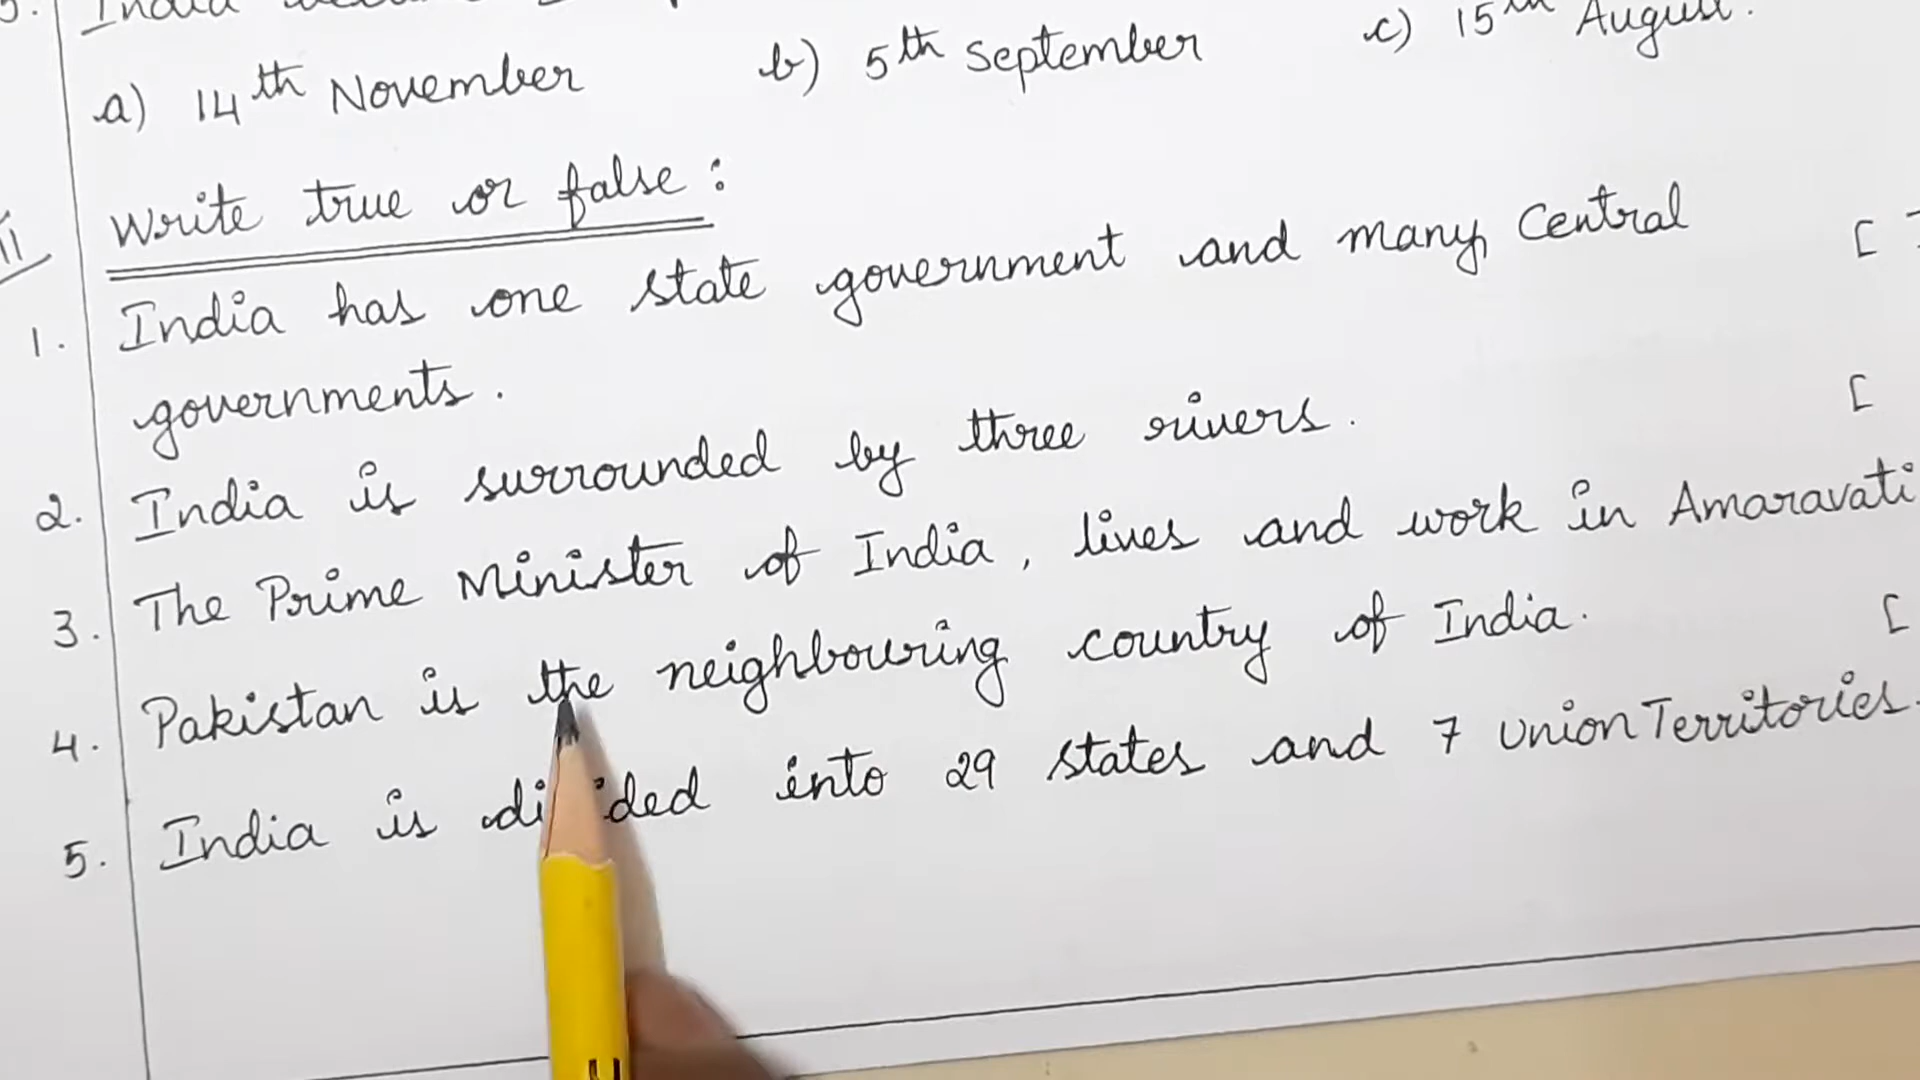 5. India
a) 14th November b) 5th September c) 15th August.
II Write true or false :
1. India has one state government and many Central [
governments.
2. India is surrounded by three rivers. [
3. The Prime Minister of India, lives and work in Amaravati
4. Pakistan is the neighbouring country of India. [
5. India is divided into 29 states and 7 Union Territories.